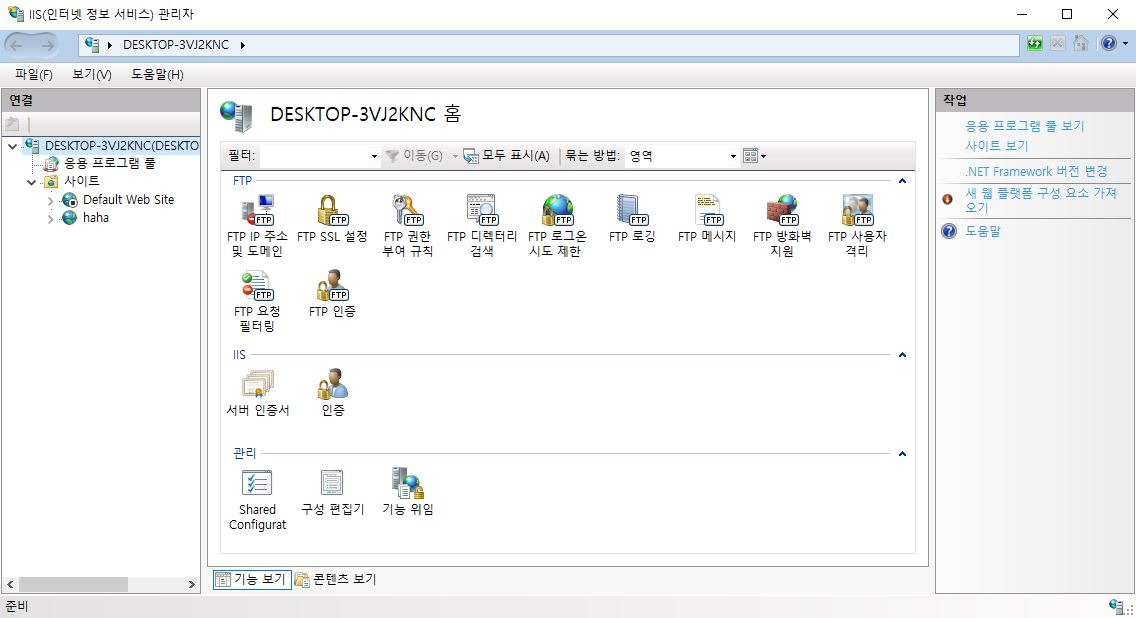 IIS(인터넷 정보 서비스) 관리자
DESKTOP-3VJ2KNC
파일(F) 보기(V) 도움말(H)
연결
DESKTOP-3VJ2KNC(DESKTO
응용 프로그램 풀
사이트
Default Web Site
haha
DESKTOP-3VJ2KNC 홈
필터: 이동(G) 모두 표시(A) 묶는 방법: 영역
FTP
FTP IP 주소
및 도메인
FTP SSL 설정
FTP 권한
부여 규칙
FTP 디렉터리
검색
FTP 로그온
시도 제한
FTP 로깅
FTP 메시지
FTP 방화벽
지원
FTP 사용자
격리
FTP 요청
필터링
FTP 인증
IIS
서버 인증서
인증
관리
Shared
Configurat
구성 편집기
기능 위임
기능 보기 콘텐츠 보기
작업
응용 프로그램 풀 보기
사이트 보기
.NET Framework 버전 변경
새 웹 플랫폼 구성 요소 가져
오기
도움말
준비